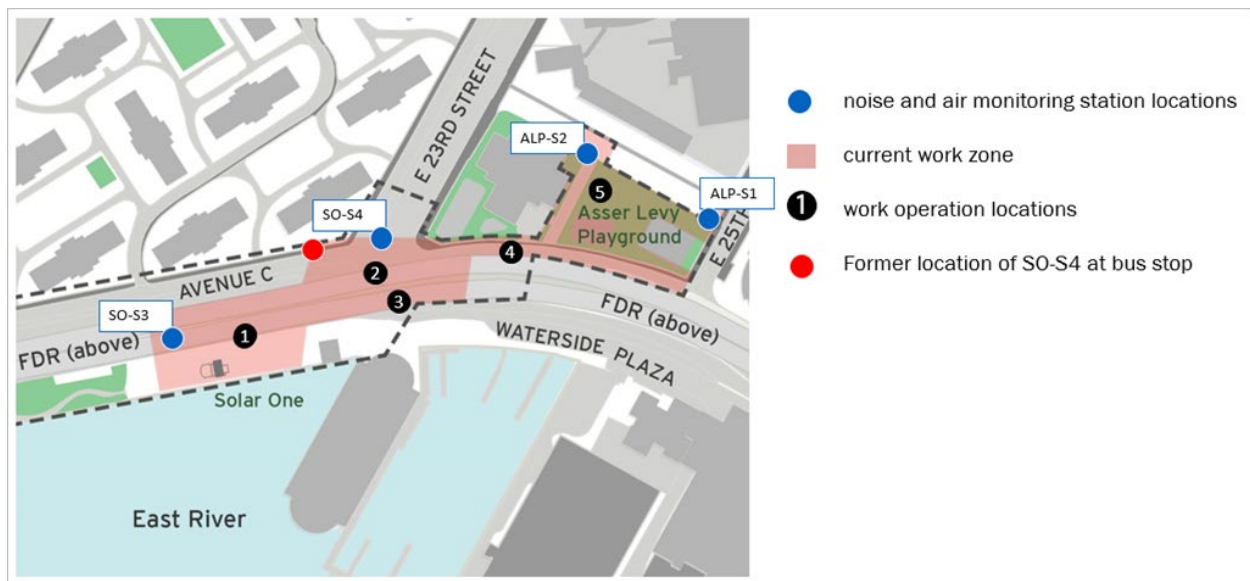 E 23RD STREET
ALP-S2
ALP-S1
5
Asser Levy
Playground
E 25TH
SO-S4
4
2
AVENUE C
3
SO-S3
1
FDR (above)
FDR (above)
WATERSIDE PLAZA
Solar One
East River
noise and air monitoring station locations
current work zone
1 work operation locations
Former location of SO-S4 at bus stop